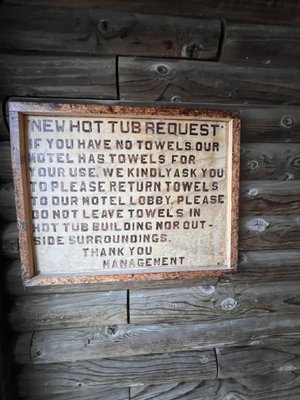 "NEW HOT TUB REQUEST"
IF YOU HAVE NO TOWELS, OUR
MOTEL HAS TOWELS FOR
YOUR USE. WE KINDLY ASK YOU
TO PLEASE RETURN TOWELS
TO OUR MOTEL LOBBY. PLEASE
DO NOT LEAVE TOWELS IN
HOT TUB BUILDING NOR OUT-
SIDE SURROUNDINGS.
THANK YOU
MANAGEMENT